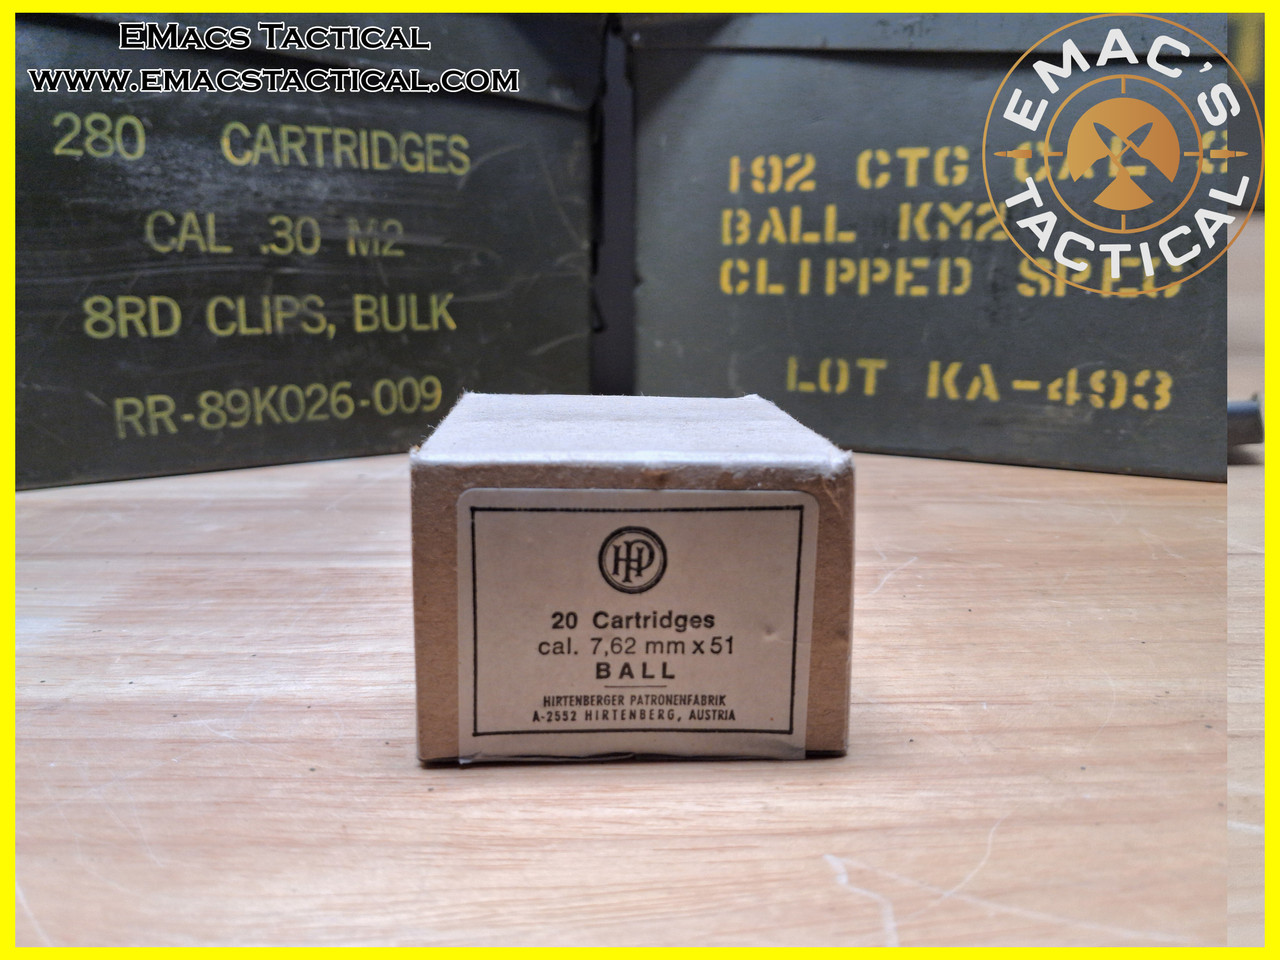 EMACS TACTICAL
WWW.EMACSTACTICAL.COM
EMAC'S
TACTICAL
280 CARTRIDGES
CAL .30 M2
8RD CLIPS, BULK
RR-89K026-009
192 CTG
BALL KM2
CLIPPED
LOT KA-493
HP
20 Cartridges
cal. 7,62 mm x 51
BALL
HIRTENBERGER PATRONENFABRIK
A-2552 HIRTENBERG, AUSTRIA